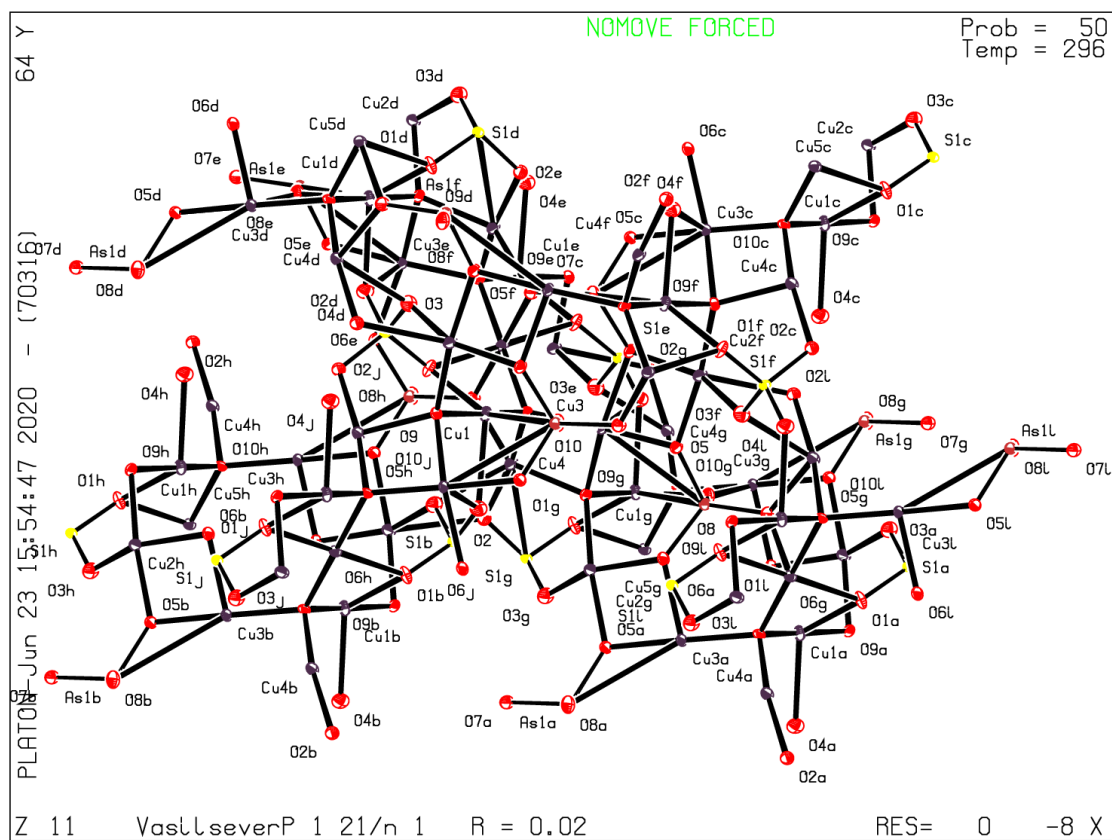 NOMOVE FORCED
Prob = 50
Temp = 296
64 Y
PLATON-Jun 23 15:54:47 2020 - (70316)
O3d
Cu2d
O6d
O1d
S1d
Cu5d
O7e
As1e
Cu1d
As1f
O2e
O4e
O5d
O9d
O8e
Cu3d
O7d
As1d
O8d
O5e
Cu4d
Cu3e
O8f
Cu1e
O9e
O7c
O5f
O3
O2d
O4d
O6e
O3c
O6c
Cu2c
S1c
Cu5c
O2f
O4f
Cu1c
O1c
Cu4f
O5c
Cu3c
O10c
O9c
Cu4c
O9f
O4c
S1e
O1f
O2c
Cu2f
O2g
S1f
O2l
O2h
O4h
O2J
O8h
O4J
Cu4h
O9
Cu1
Cu3
O3e
O3f
Cu4g
O4l
O8g
As1g
O7g
As1l
O8l
O7l
O9h
O10h
O10J
O10
O5
Cu3g
O10g
O10l
O5h
Cu3h
Cu4
O9g
O5g
O1h
Cu1h
Cu5h
O6b
O1J
O1g
Cu1g
O8
O5l
O3a
Cu3l
S1h
S1b
O2
O9l
S1a
O3h
Cu2h
S1J
O6h
S1g
O6a
O1l
O6g
O6l
O3J
O1b
O6J
O3g
Cu5g
Cu2g
S1l
O3l
O1a
O5b
Cu3b
O9b
Cu1b
O5a
Cu3a
Cu1a
O9a
O7b
As1b
O8b
Cu4b
O4b
O2b
O7a
As1a
O8a
Cu4a
O4a
O2a
Z 11 VasilseverP 1 21/n 1 R = 0.02 RES= 0 -8 X